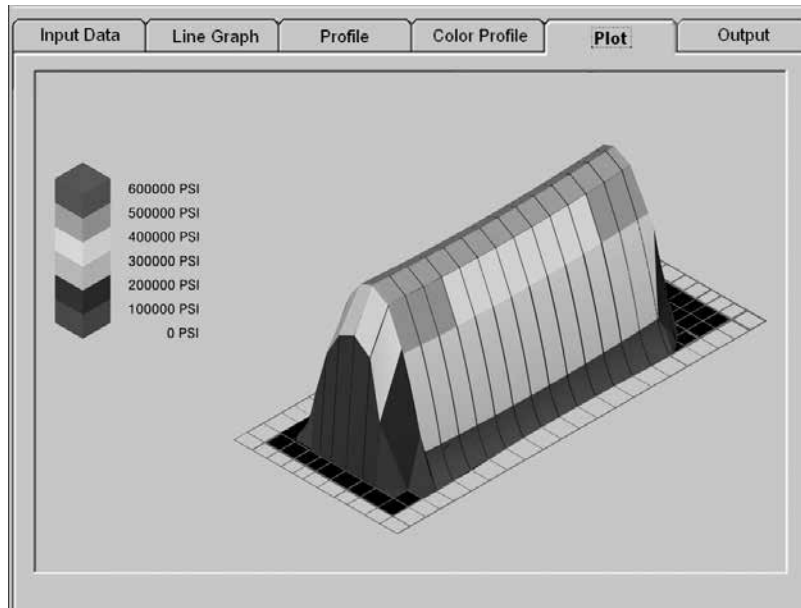 Input Data
Line Graph
Profile
Color Profile
Plot
Output
600000 PSI
500000 PSI
400000 PSI
300000 PSI
200000 PSI
100000 PSI
0 PSI